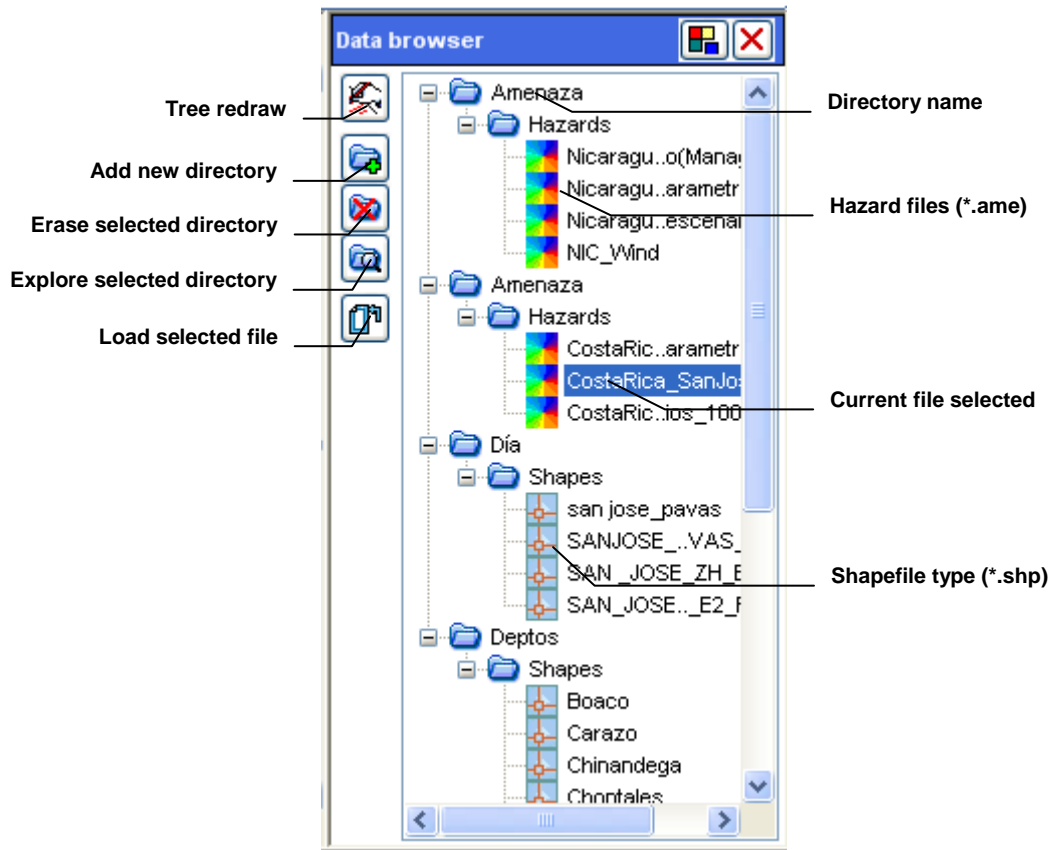 Data browser
Tree redraw
Add new directory
Erase selected directory
Explore selected directory
Load selected file
Amenaza
Hazards
Nicaragu..o(Mana
Nicaragu..arametr
Nicaragu..escenar
NIC_Wind
Amenaza
Hazards
CostaRic..arametr
CostaRica_SanJos
CostaRic..ios_100
Día
Shapes
san jose_pavas
SANJOSE_..VAS_
SAN _JOSE_ZH_E
SAN_JOSE.._E2_F
Deptos
Shapes
Boaco
Carazo
Chinandega
Chontales
Directory name
Hazard files (*.ame)
Current file selected
Shapefile type (*.shp)